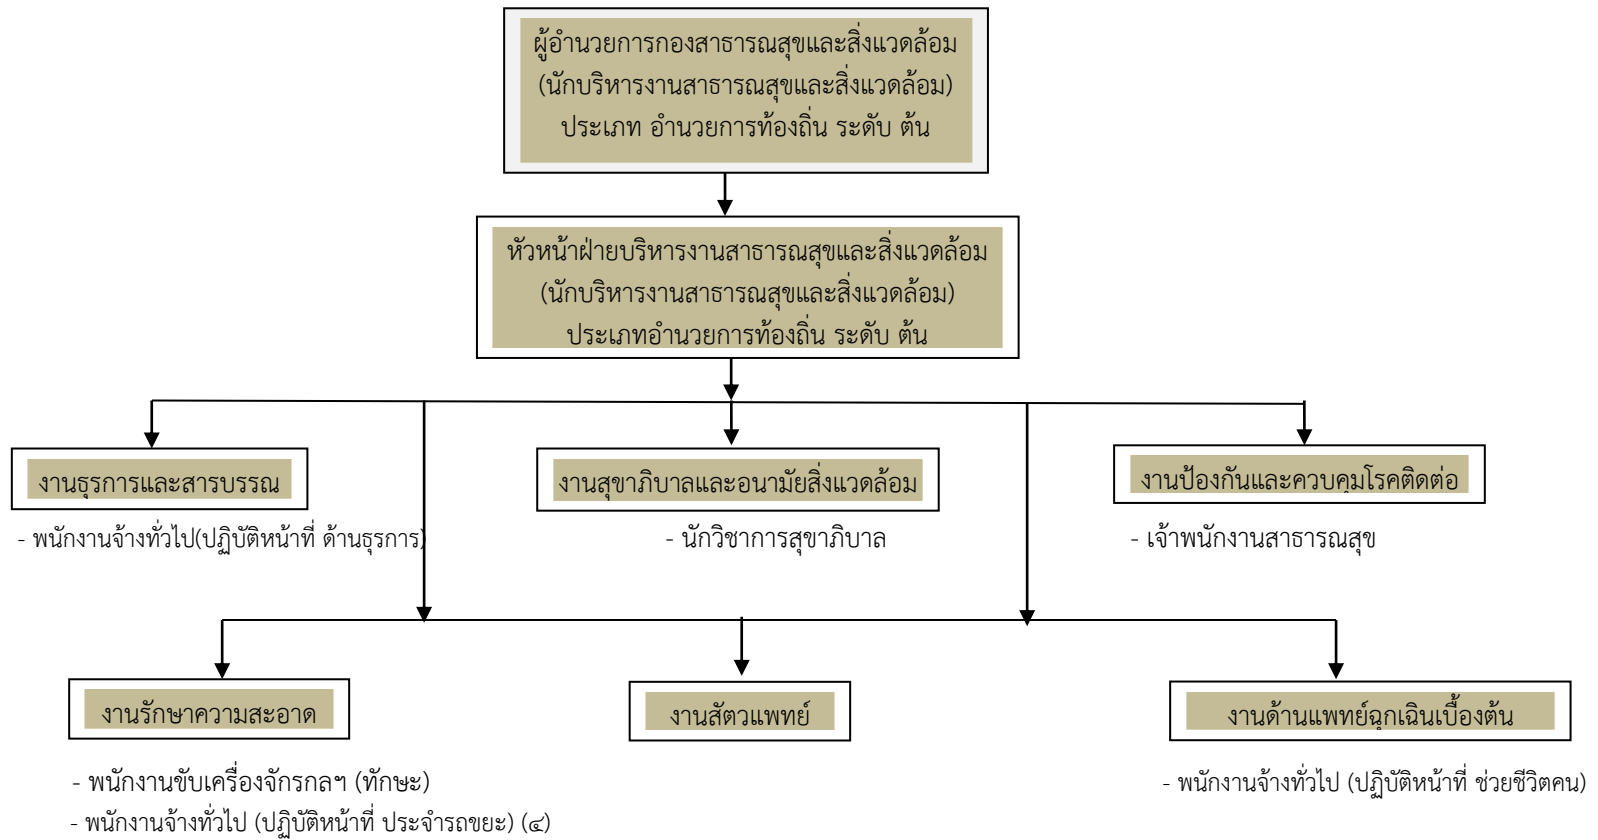 ผู้อำนวยการกองสาธารณสุขและสิ่งแวดล้อม
(นักบริหารงานสาธารณสุขและสิ่งแวดล้อม)
ประเภท อำนวยการท้องถิ่น ระดับ ต้น
หัวหน้าฝ่ายบริหารงานสาธารณสุขและสิ่งแวดล้อม
(นักบริหารงานสาธารณสุขและสิ่งแวดล้อม)
ประเภทอำนวยการท้องถิ่น ระดับ ต้น
งานธุรการและสารบรรณ
- พนักงานจ้างทั่วไป(ปฏิบัติหน้าที่ ด้านธุรการ)
งานสุขาภิบาลและอนามัยสิ่งแวดล้อม
- นักวิชาการสุขาภิบาล
งานป้องกันและควบคุมโรคติดต่อ
- เจ้าพนักงานสาธารณสุข
งานรักษาความสะอาด
- พนักงานขับเครื่องจักรกลฯ (ทักษะ)
- พนักงานจ้างทั่วไป (ปฏิบัติหน้าที่ ประจำรถขยะ) (๔)
งานสัตวแพทย์
งานด้านแพทย์ฉุกเฉินเบื้องต้น
- พนักงานจ้างทั่วไป (ปฏิบัติหน้าที่ ช่วยชีวิตคน)